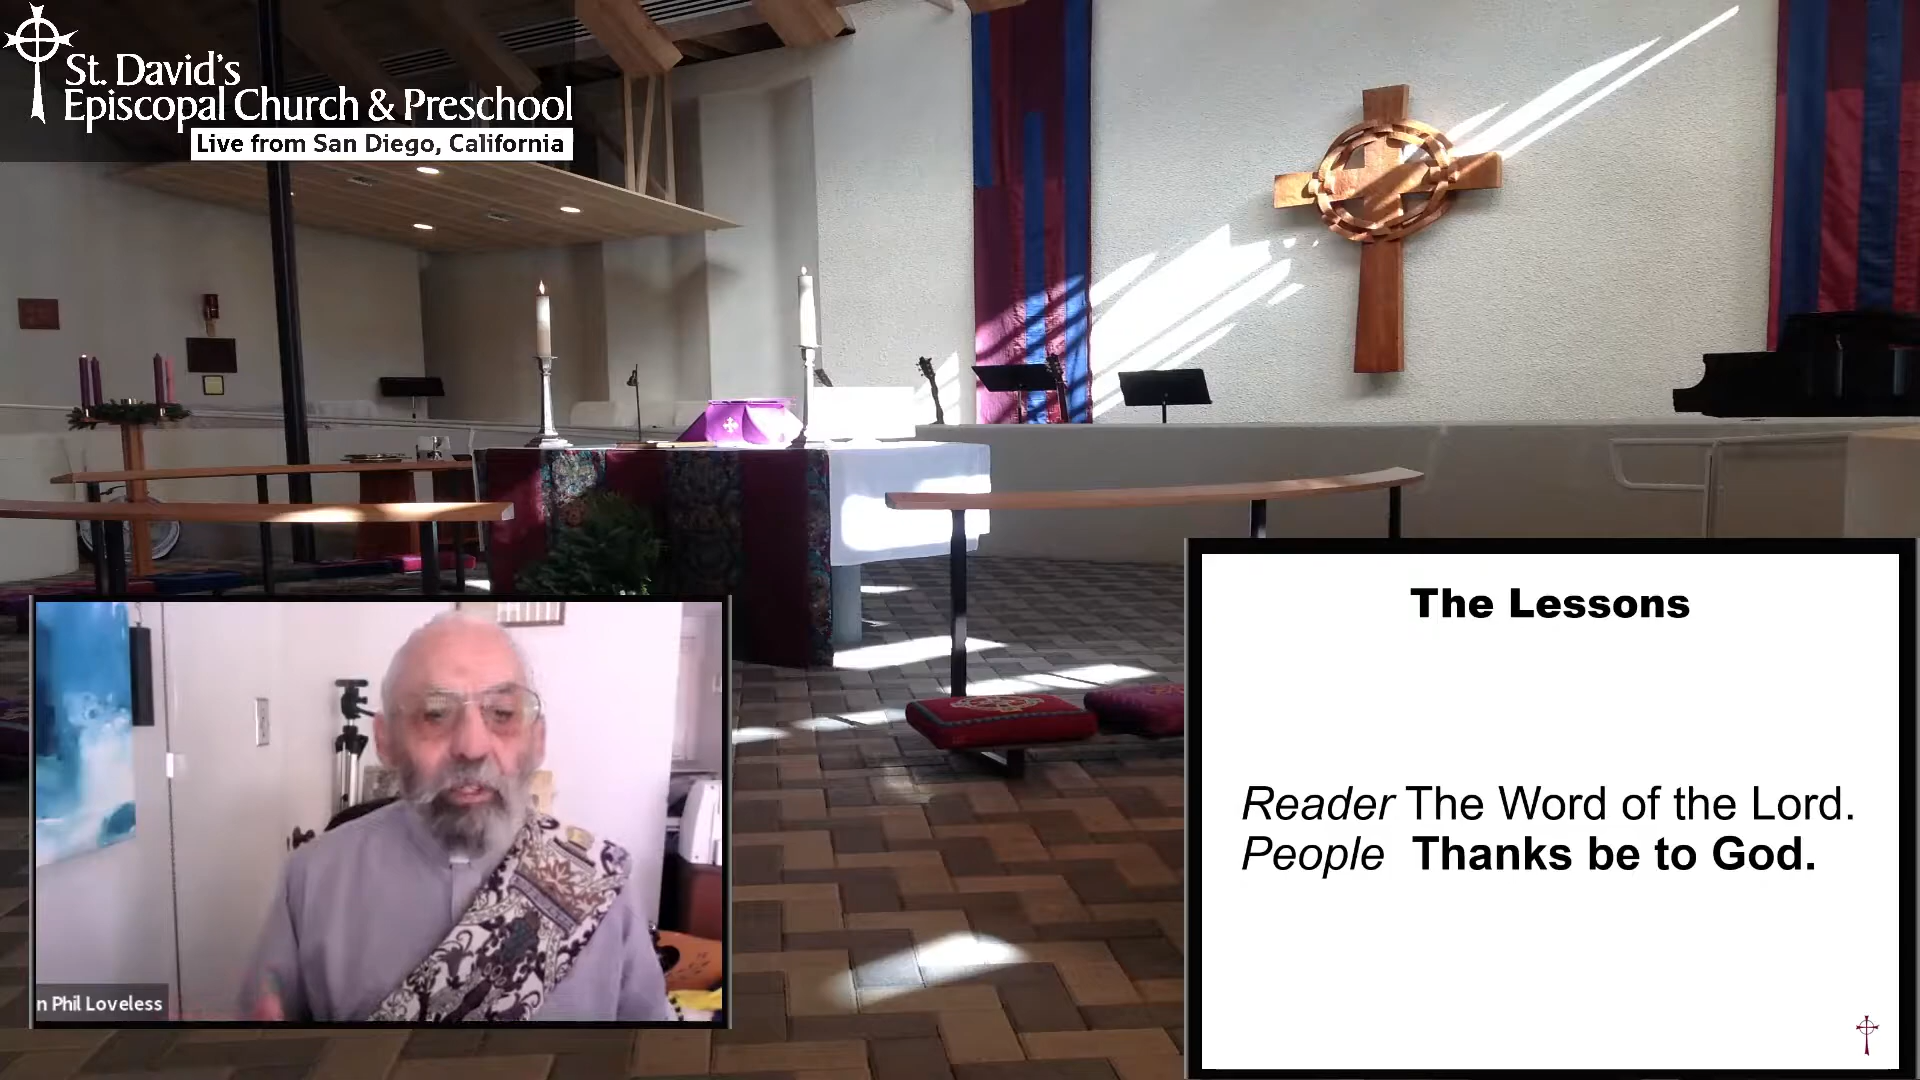 St. David's
Episcopal Church & Preschool
Live from San Diego, California
The Lessons
Reader The Word of the Lord.
People Thanks be to God.
n Phil Loveless